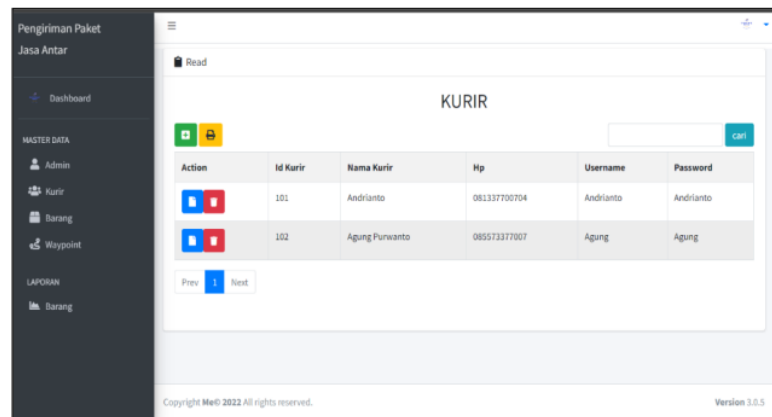 Pengiriman Paket
Jasa Antar
Dashboard
MASTER DATA
Admin
Kurir
Barang
Waypoint
LAPORAN
Barang
Read
KURIR
cari
Action Id Kurir Nama Kurir Hp Username Password
101 Andrianto 081337700704 Andrianto Andrianto
102 Agung Purwanto 085573377007 Agung Agung
Prev 1 Next
Copyright Me© 2022 All rights reserved. Version 3.0.5